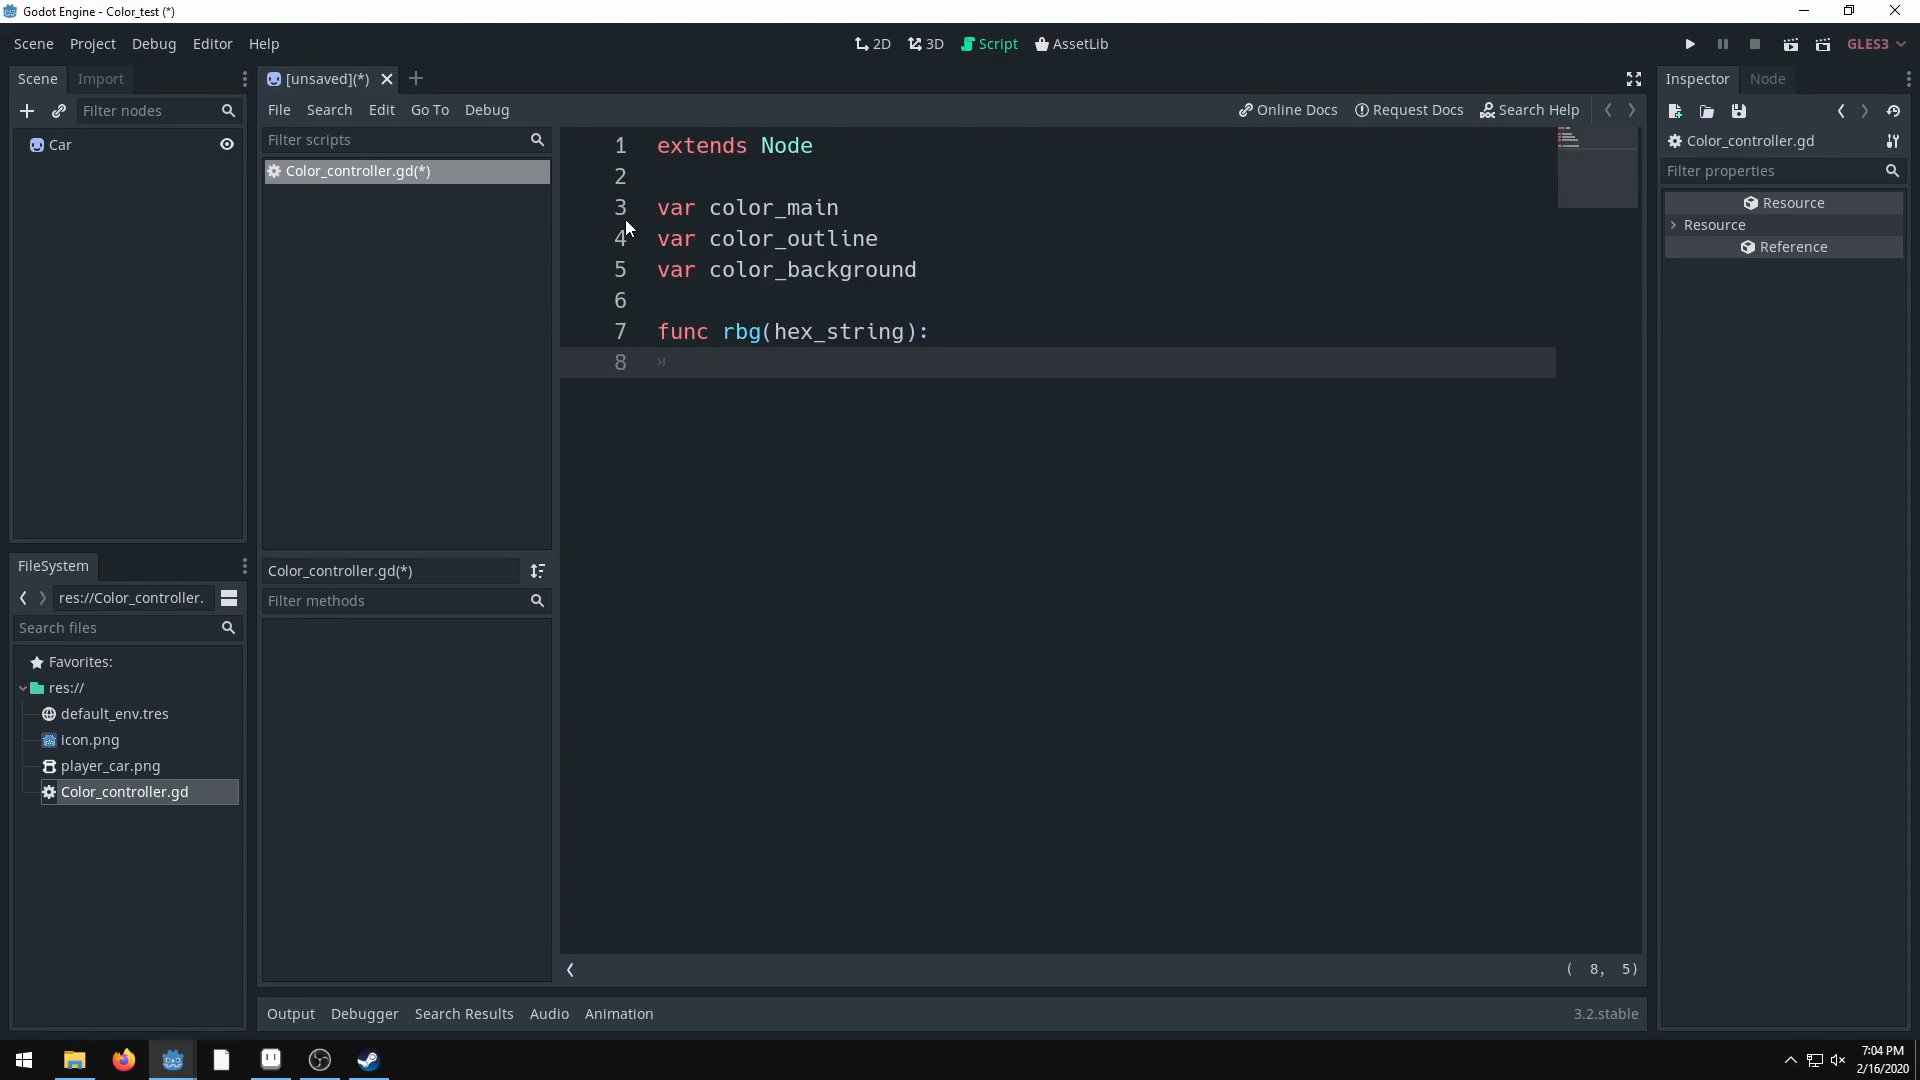 Godot Engine - Color_test (*)
Scene Project Debug Editor Help
2D 3D Script AssetLib
GLES3
Scene Import
[unsaved](*)
Inspector Node
Filter nodes
File Search Edit Go To Debug
Online Docs Request Docs Search Help
Car
Filter scripts
Color_controller.gd(*)
Color_controller.gd
Filter properties
Resource
Resource
Reference
1 extends Node
2
3 var color_main
4 var color_outline
5 var color_background
6
7 func rbg(hex_string):
8
FileSystem
res://Color_controller.
Search files
Favorites:
res://
default_env.tres
icon.png
player_car.png
Color_controller.gd
Color_controller.gd(*)
Filter methods
( 8, 5)
Output Debugger Search Results Audio Animation
3.2.stable
7:04 PM
2/16/2020